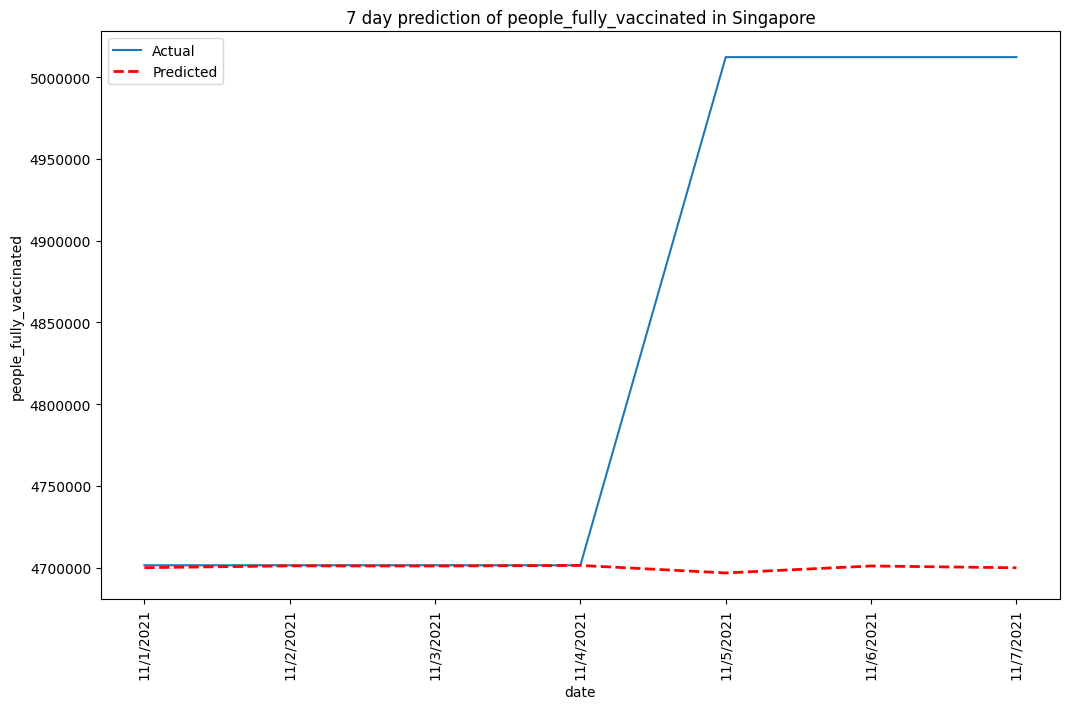 7 day prediction of people_fully_vaccinated in Singapore
Actual
Predicted
5000000
4950000
4900000
4850000
4800000
4750000
4700000
people_fully_vaccinated
11/1/2021
11/2/2021
11/3/2021
11/4/2021
11/5/2021
11/6/2021
11/7/2021
date